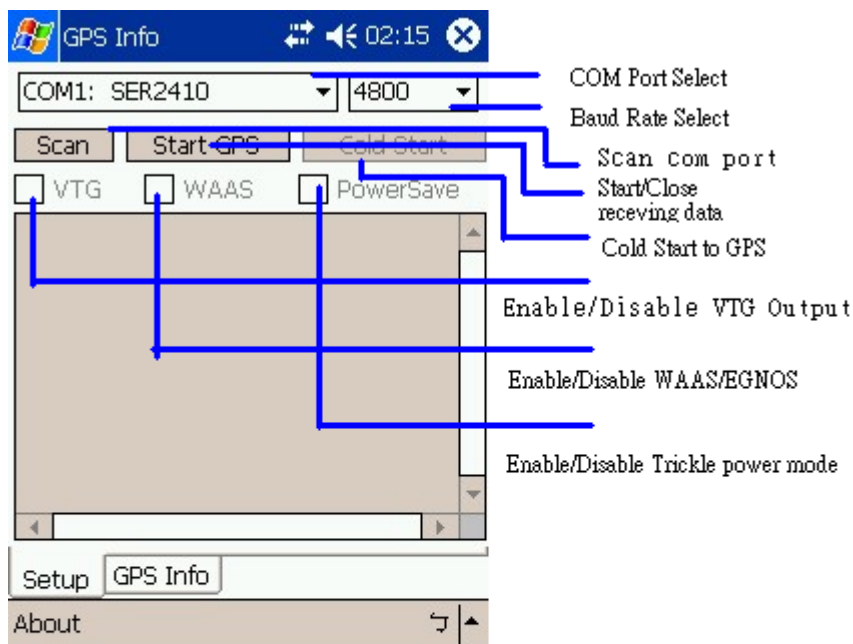 GPS Info 02:15
COM1: SER2410 4800
COM Port Select
Baud Rate Select
Scan Start GPS Cold Start
Scan com port
VTG WAAS PowerSave
Start/Close
receving data
Cold Start to GPS
Enable/Disable VTG Output
Enable/Disable WAAS/EGNOS
Enable/Disable Trickle power mode
Setup GPS Info
About